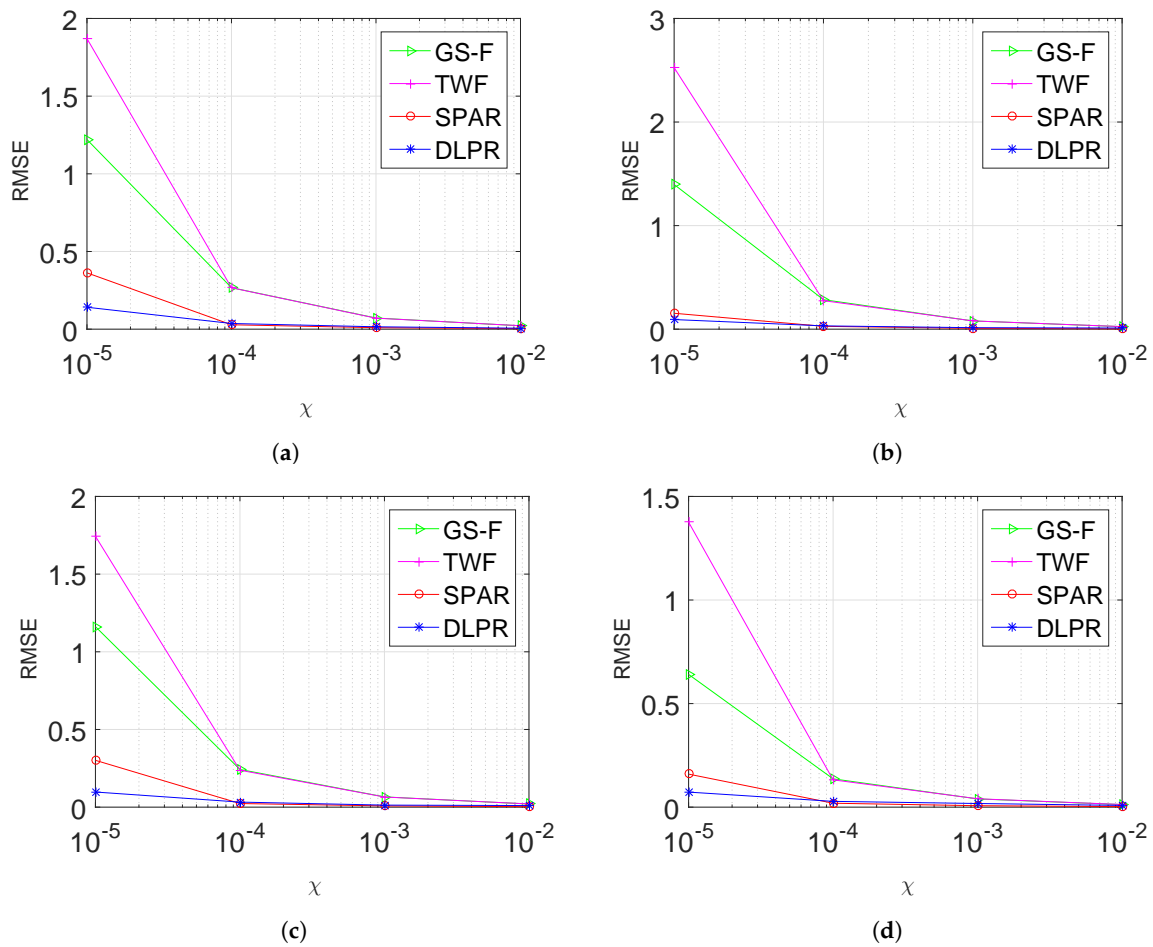 2
1.5
1
0.5
0
RMSE
10^-5
10^-4
10^-3
10^-2
χ
GS-F
TWF
SPAR
DLPR
(a)
3
2
1
0
RMSE
10^-5
10^-4
10^-3
10^-2
χ
GS-F
TWF
SPAR
DLPR
(b)
2
1.5
1
0.5
0
RMSE
10^-5
10^-4
10^-3
10^-2
χ
GS-F
TWF
SPAR
DLPR
(c)
1.5
1
0.5
0
RMSE
10^-5
10^-4
10^-3
10^-2
χ
GS-F
TWF
SPAR
DLPR
(d)